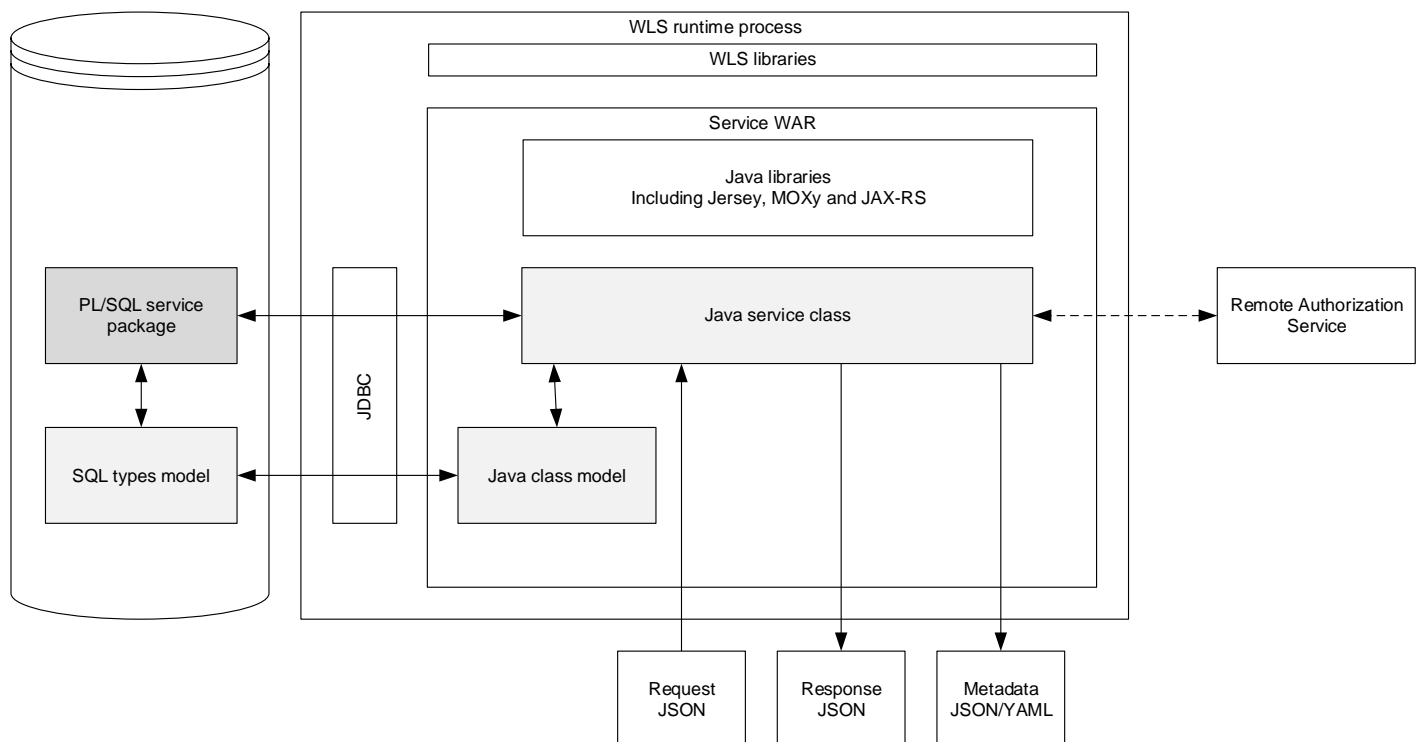 WLS runtime process
WLS libraries
Service WAR
Java libraries
Including Jersey, MOXy and JAX-RS
PL/SQL service
package
JDBC
Java service class
Remote Authorization
Service
SQL types model
Java class model
Request
JSON
Response
JSON
Metadata
JSON/YAML